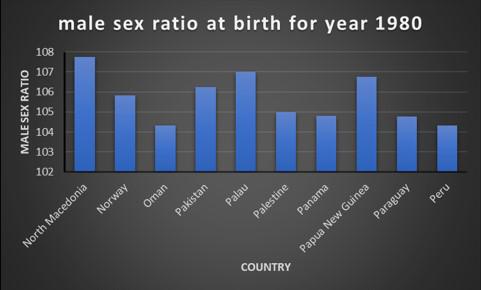 male sex ratio at birth for year 1980
MALE SEX RATIO
108
107
106
105
104
103
102
North Macedonia
Norway
Oman
Pakistan
Palau
Palestine
Panama
Papua New Guinea
Paraguay
Peru
COUNTRY